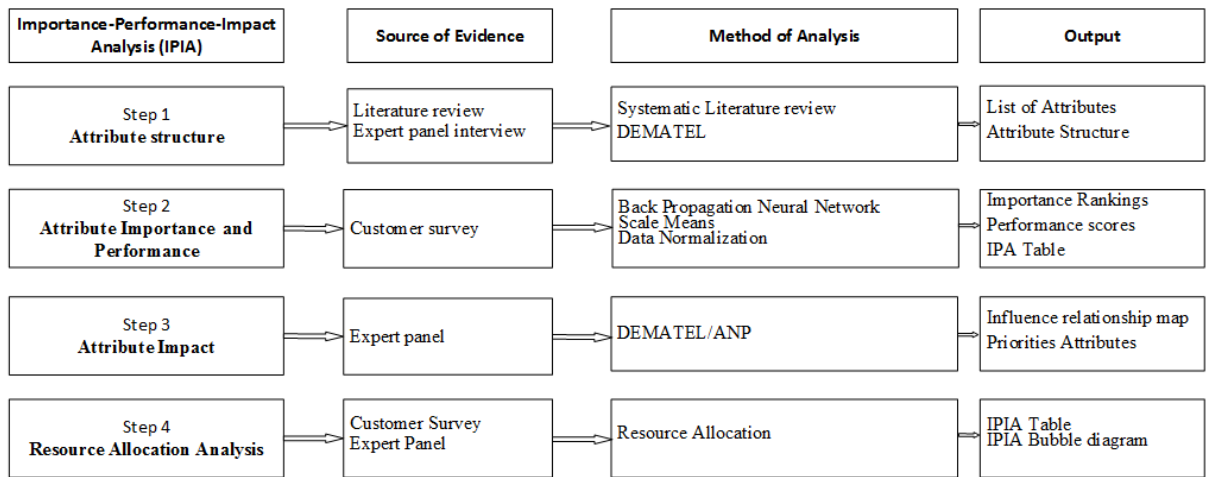 Importance-Performance-Impact
Analysis (IPIA)
Source of Evidence
Method of Analysis
Output
Step 1
Attribute structure
Literature review
Expert panel interview
Systematic Literature review
DEMATEL
List of Attributes
Attribute Structure
Step 2
Attribute Importance and
Performance
Customer survey
Back Propagation Neural Network
Scale Means
Data Normalization
Importance Rankings
Performance scores
IPA Table
Step 3
Attribute Impact
Expert panel
DEMATEL/ANP
Influence relationship map
Priorities Attributes
Step 4
Resource Allocation Analysis
Customer Survey
Expert Panel
Resource Allocation
IPIA Table
IPIA Bubble diagram